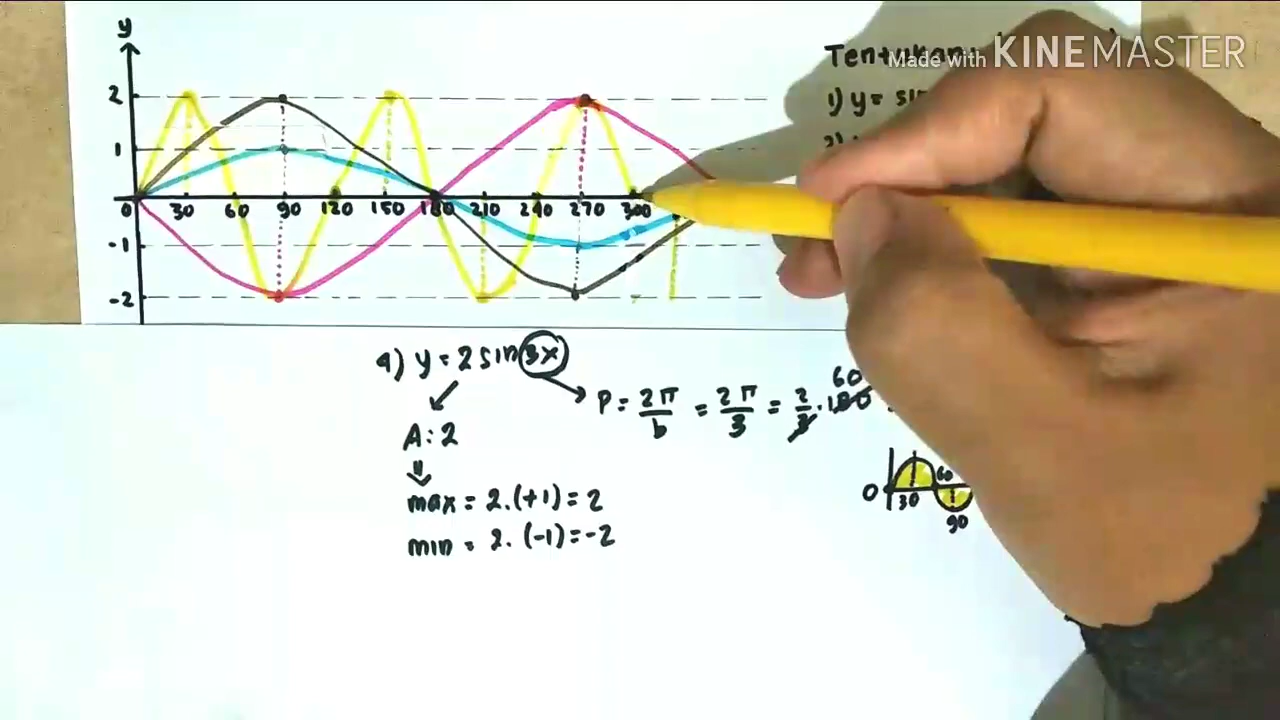 Made with KINEMASTER
y
2
1
0 30 60 90 120 150 180 210 240 270 300
-1
-2
1) y = sin
4) y = 2 sin 3x
P = 2π/b = 2π/3 = 2/3 . 180
60
A : 2
max = 2. (+1) = 2
min = 2. (-1) = -2
0 30 60
90